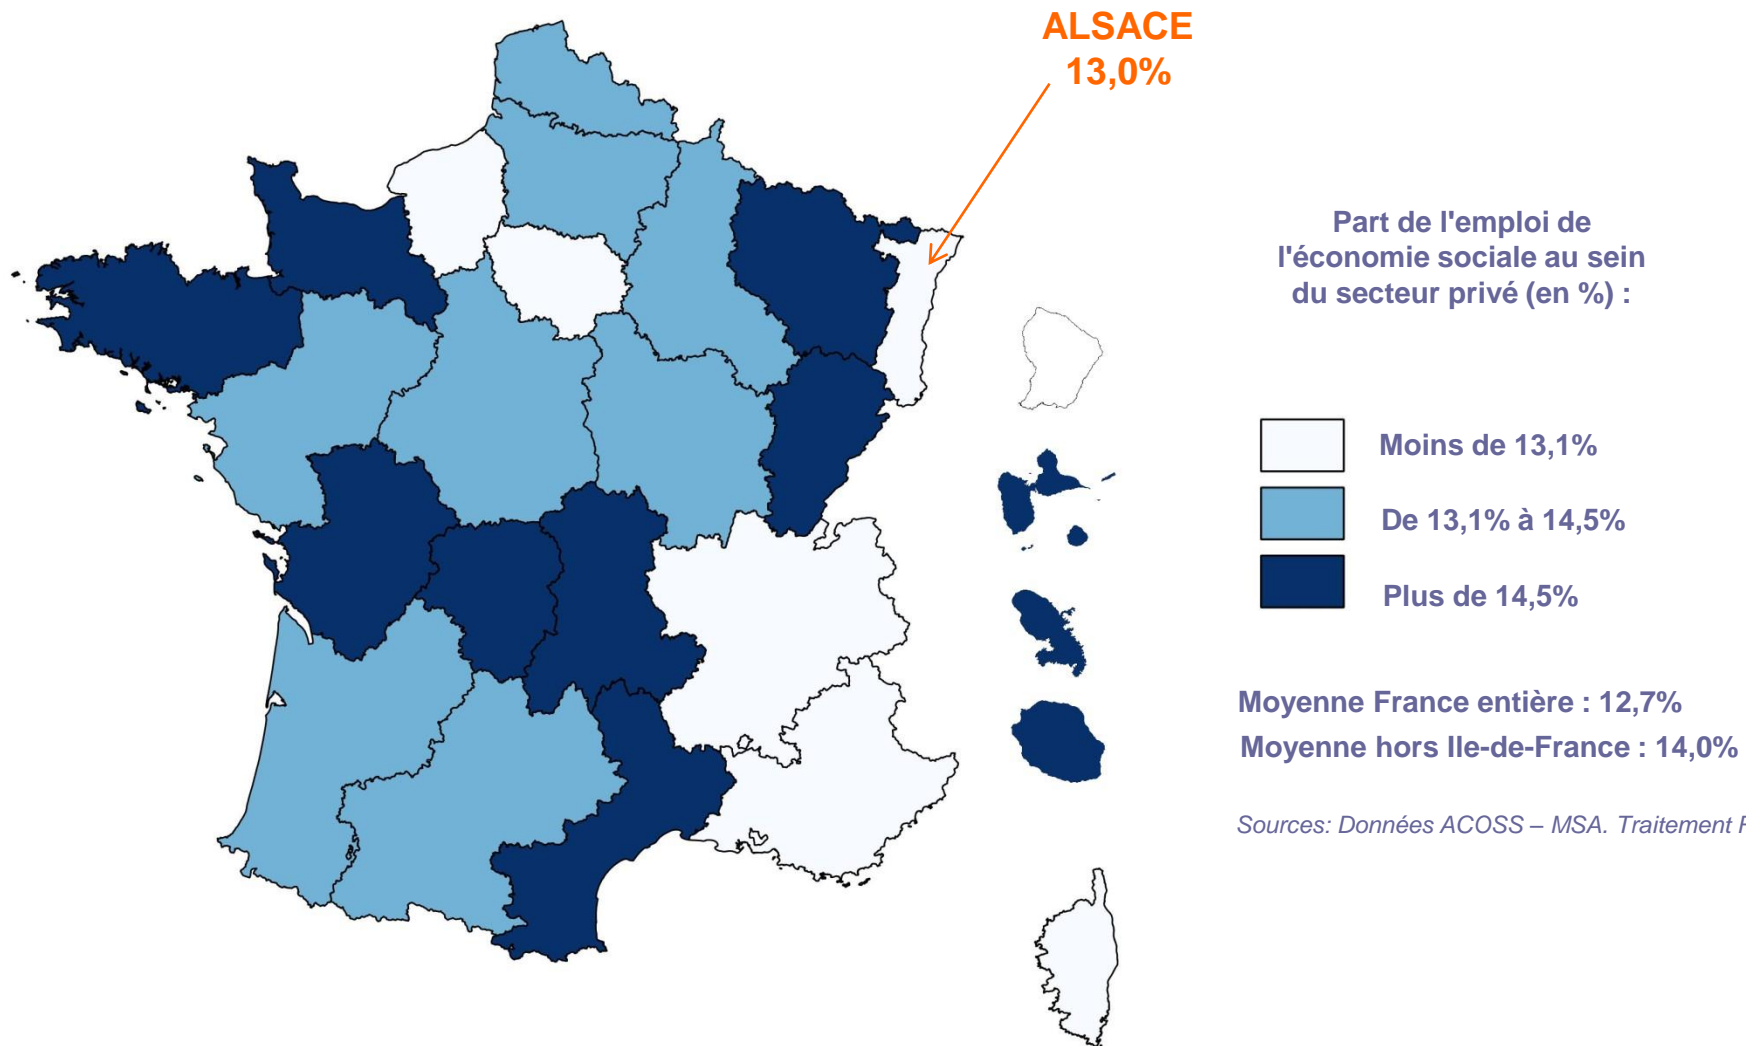 ALSACE
13,0%
Part de l'emploi de
l'économie sociale au sein
du secteur privé (en %) :
Moins de 13,1%
De 13,1% à 14,5%
Plus de 14,5%
Moyenne France entière : 12,7%
Moyenne hors Ile-de-France : 14,0%
Sources: Données ACOSS – MSA. Traitement